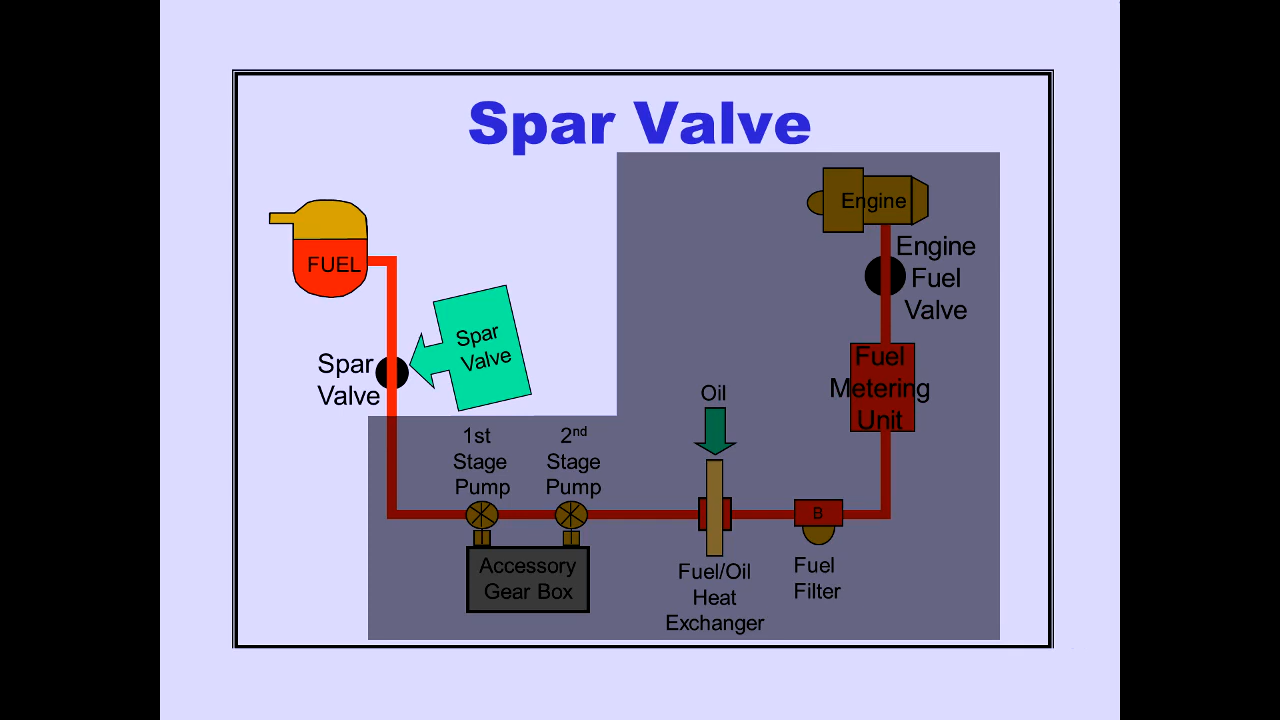 Spar Valve
Engine
FUEL
Engine
Fuel
Valve
Spar
Valve
Spar
Valve
Fuel
Metering
Unit
Oil
1st
Stage
Pump
2nd
Stage
Pump
B
Accessory
Gear Box
Fuel/Oil
Heat
Exchanger
Fuel
Filter